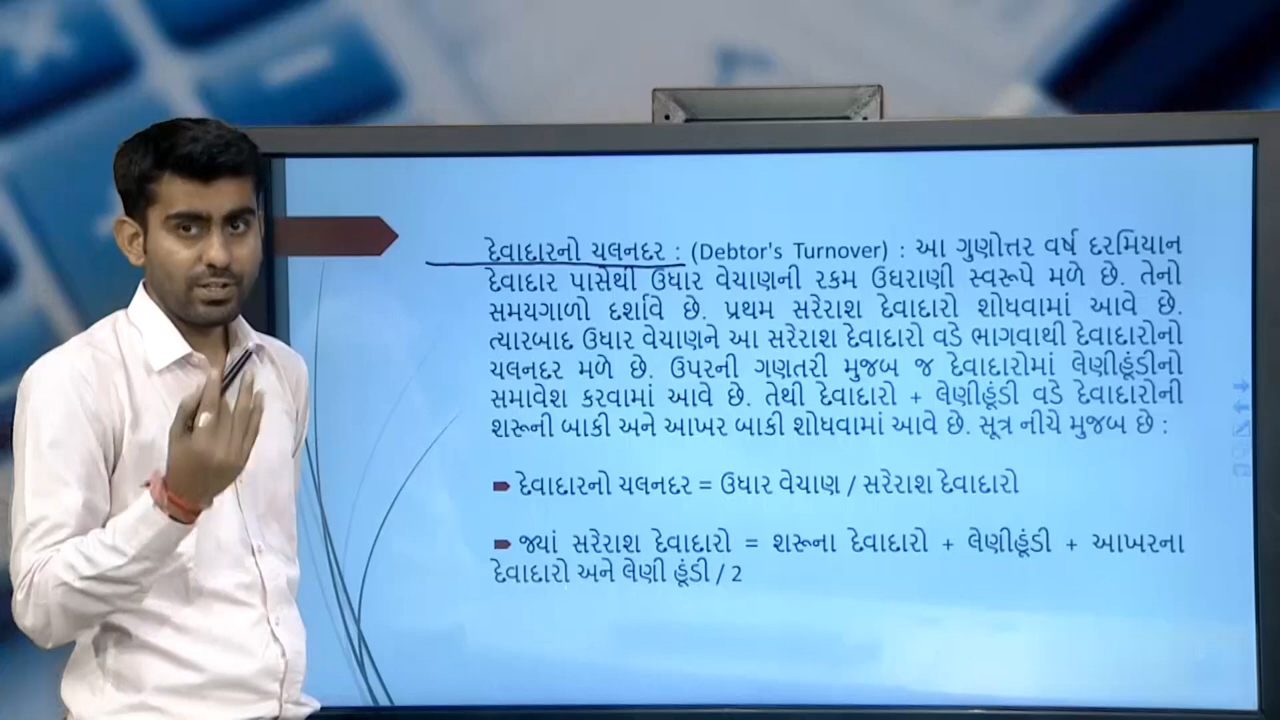 દેવાદારનો ચલનદર : (Debtor's Turnover) : આ ગુણોત્તર વર્ષ દરમિયાન
દેવાદાર પાસેથી ઉધાર વેચાણની રકમ ઉઘરાણી સ્વરૂપે મળે છે. તેનો
સમયગાળો દર્શાવે છે. પ્રથમ સરેરાશ દેવાદારો શોધવામાં આવે છે.
ત્યારબાદ ઉધાર વેચાણને આ સરેરાશ દેવાદારો વડે ભાગવાથી દેવાદારોનો
ચલનદર મળે છે. ઉપરની ગણતરી મુજબ જ દેવાદારોમાં લેણીહૂંડીનો
સમાવેશ કરવામાં આવે છે. તેથી દેવાદારો + લેણીહૂંડી વડે દેવાદારોની
શરૂની બાકી અને આખર બાકી શોધવામાં આવે છે. સૂત્ર નીચે મુજબ છે :
દેવાદારનો ચલનદર = ઉધાર વેચાણ / સરેરાશ દેવાદારો
જ્યાં સરેરાશ દેવાદારો = શરૂના દેવાદારો + લેણીહૂંડી + આખરના
દેવાદારો અને લેણી હૂંડી / 2